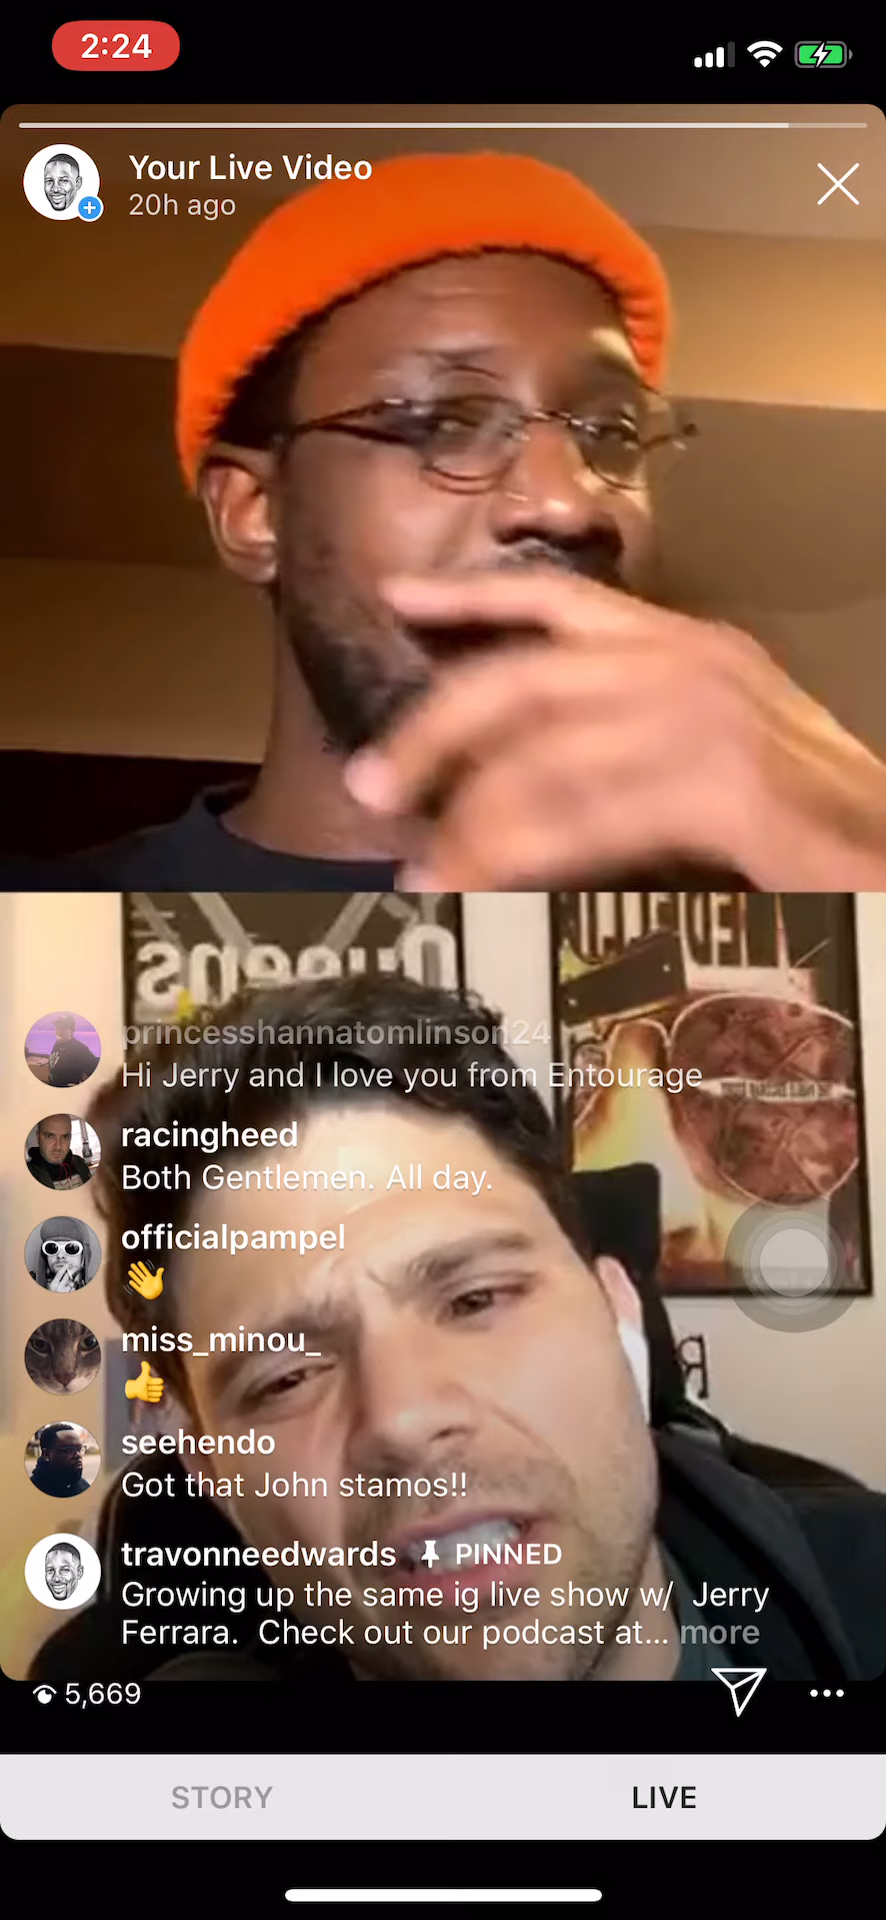 2:24
Your Live Video
20h ago
Queens
princesshannatomlinson24
Hi Jerry and I love you from Entourage
racingheed
Both Gentlemen. All day.
officialpampel
👋
miss_minou_
👍
seehendo
Got that John stamos!!
travonneedwards PINNED
Growing up the same ig live show w/ Jerry
Ferrara. Check out our podcast at... more
5,669
STORY
LIVE